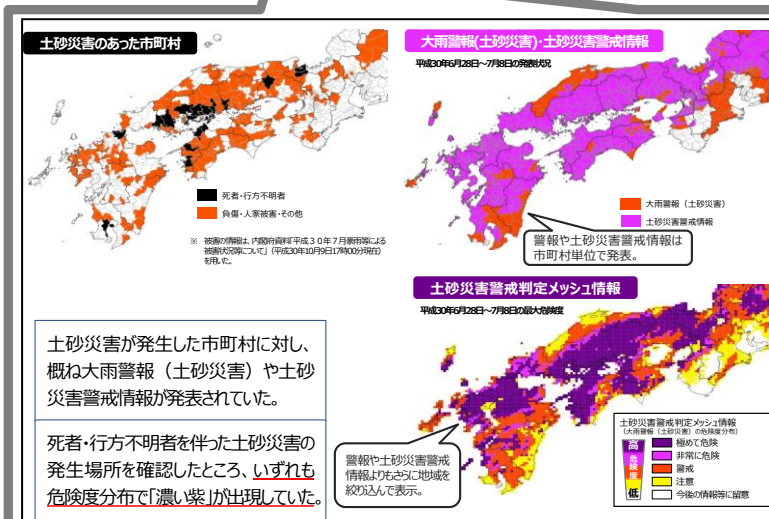 土砂災害のあった市町村
死者・行方不明者
負傷・人家被害・その他
※ 被害の情報は、内閣府資料「平成30年7月豪雨等による
被害状況等について」（平成30年10月9日17時00分現在）
を用いた。
大雨警報(土砂災害)・土砂災害警戒情報
平成30年6月28日～7月8日の発表状況
大雨警報（土砂災害）
土砂災害警戒情報
警報や土砂災害警戒情報は
市町村単位で発表。
土砂災害警戒判定メッシュ情報
平成30年6月28日～7月8日の最大危険度
土砂災害が発生した市町村に対し、
概ね大雨警報（土砂災害）や土砂
災害警戒情報が発表されていた。
死者・行方不明者を伴った土砂災害の
発生場所を確認したところ、いずれも
危険度分布で「濃い紫」が出現していた。
警報や土砂災害警戒
情報よりもさらに地域を
絞り込んで表示。
土砂災害警戒判定メッシュ情報
（大雨警報（土砂災害）の危険度分布）
高
危険度
低
極めて危険
非常に危険
警戒
注意
今後の情報等に留意